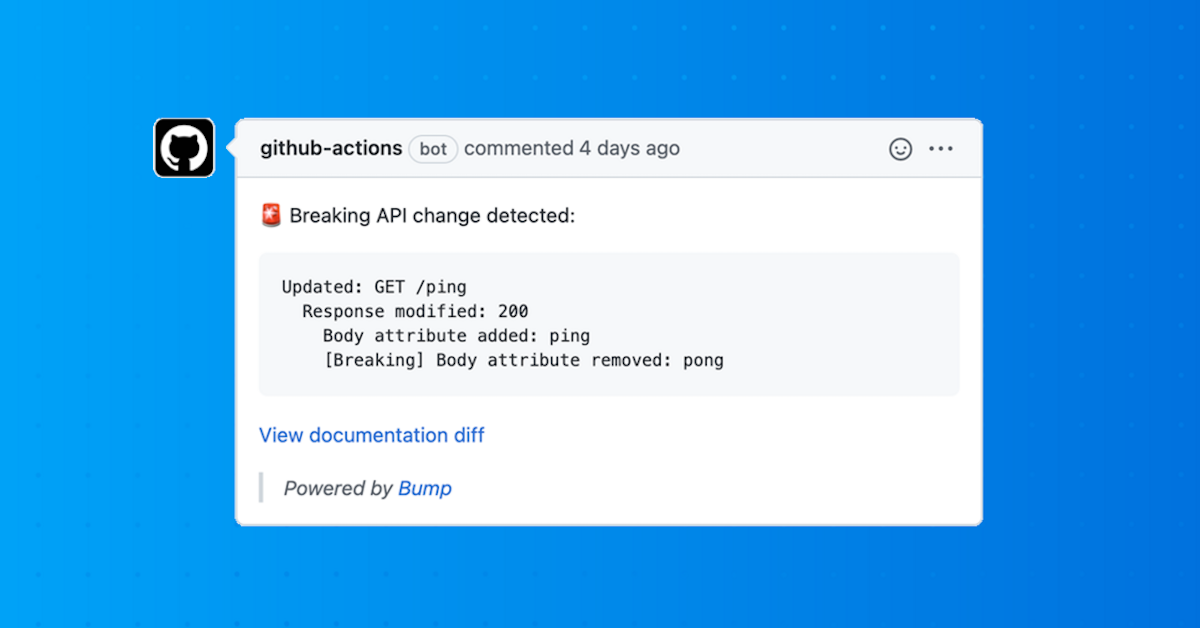 github-actions bot commented 4 days ago
🚨 Breaking API change detected:
Updated: GET /ping
Response modified: 200
Body attribute added: ping
[Breaking] Body attribute removed: pong
View documentation diff
Powered by Bump